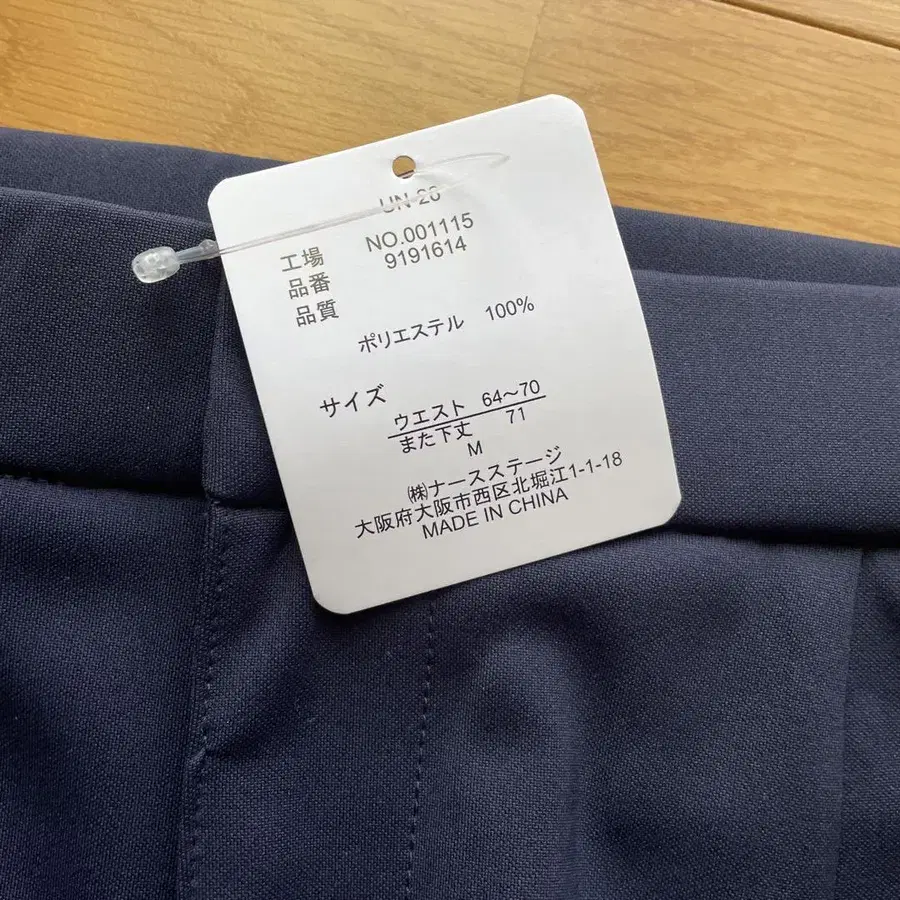 UN-26
工場 NO.001115
品番 9191614
品質
ポリエステル 100%
サイズ
ウエスト 64〜70
また下丈 71
M
㈱ナースステージ
大阪府大阪市西区北堀江1-1-18
MADE IN CHINA